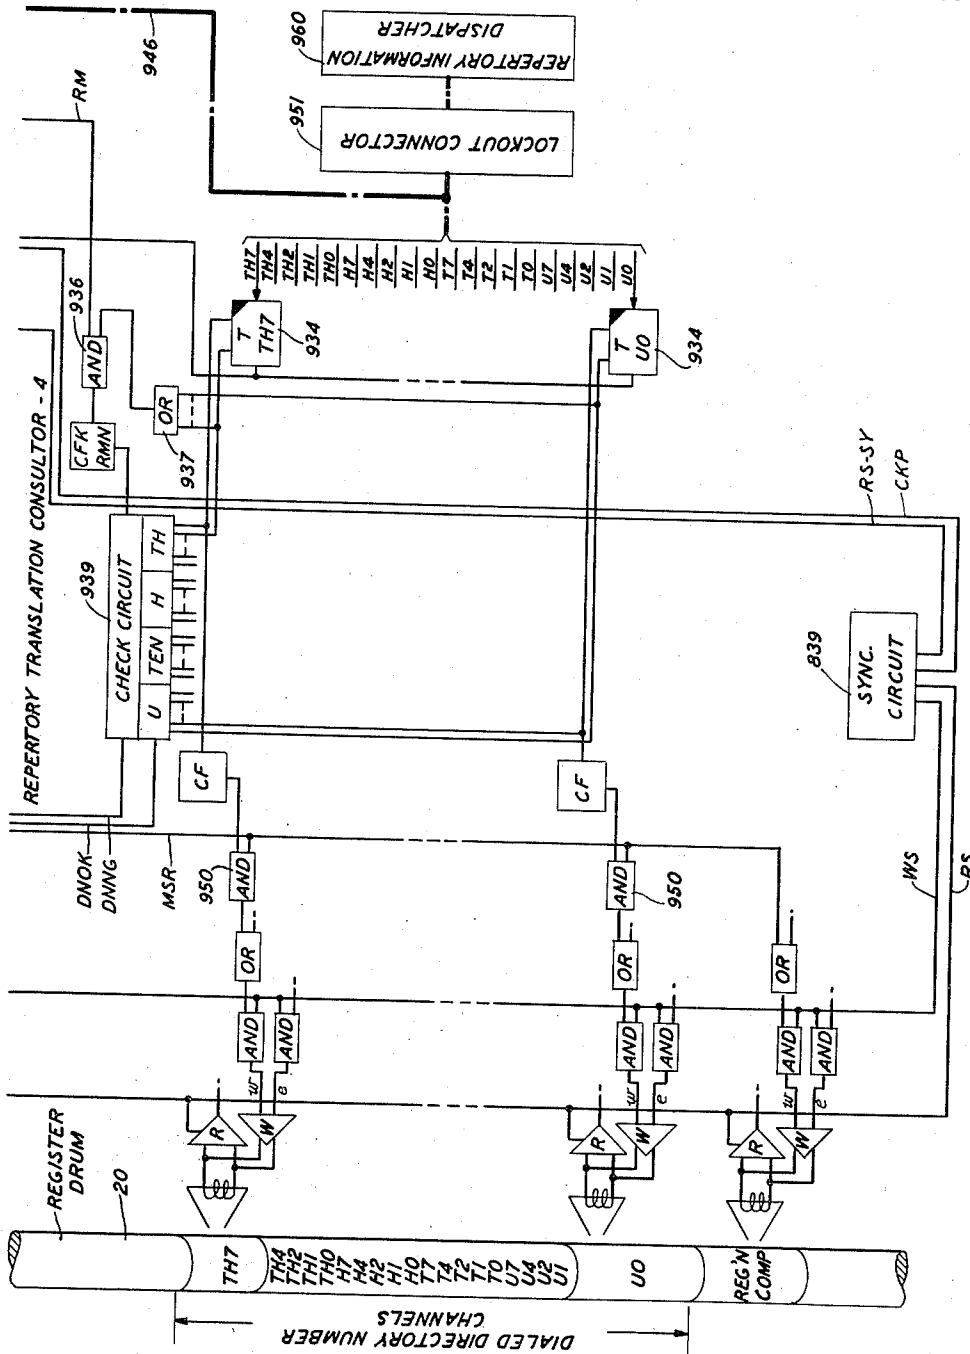 REPERTORY TRANSLATION CONSULTOR - 4
946
RM
936
AND
CFK
RMN
OR
937
939
CHECK CIRCUIT
U
TEN
H
TH
DNOK
DNNG
MSR
960
REPERTORY INFORMATION
DISPATCHER
951
LOCKOUT CONNECTOR
TH7
TH4
TH2
TH1
TH0
H7
H4
H2
H1
H0
T7
T4
T2
T1
T0
U7
U4
U2
U1
U0
T
TH7
934
T
U0
934
CF
CF
950
AND
AND
950
OR
OR
OR
AND
AND
AND
AND
AND
AND
w
e
w
e
w
e
R
W
R
W
R
W
RS-SY
CKP
839
SYNC.
CIRCUIT
WS
RS
REGISTER
DRUM
20
TH7
TH4
TH2
TH1
TH0
H7
H4
H2
H1
H0
T7
T4
T2
T1
T0
U7
U4
U2
U1
U0
REG'N
COMP
DIALED DIRECTORY NUMBER
CHANNELS